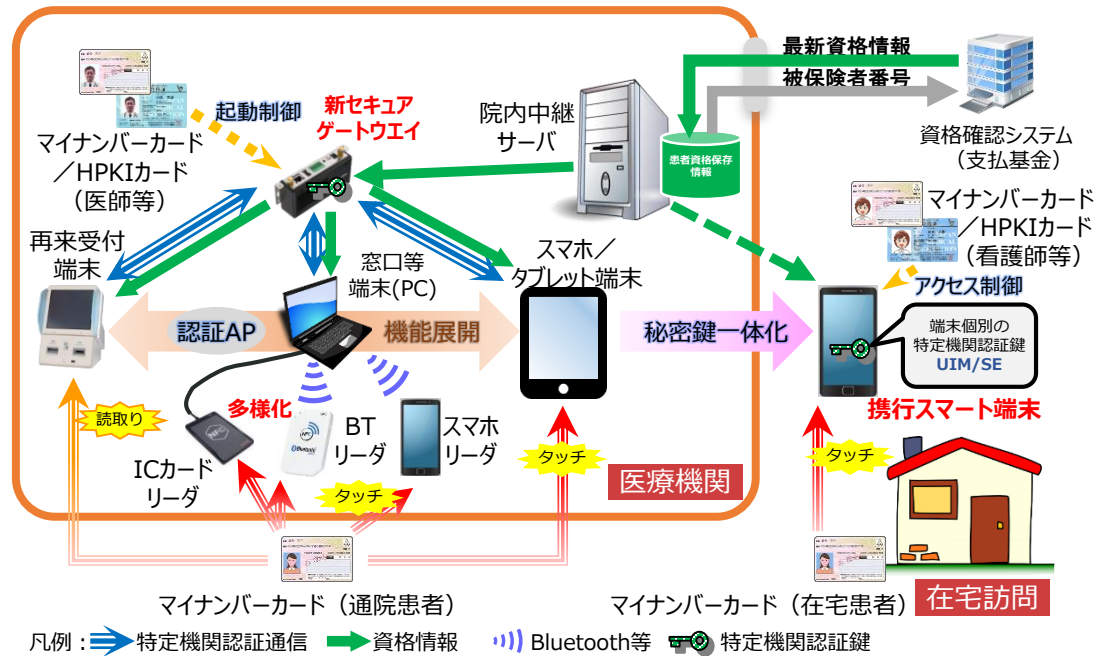 最新資格情報
被保険者番号
資格確認システム
（支払基金）
起動制御
新セキュア
ゲートウエイ
院内中継
サーバ
患者資格保存
情報
マイナンバーカード
／HPKIカード
（医師等）
マイナンバーカード
／HPKIカード
（看護師等）
再来受付
端末
窓口等
端末(PC)
スマホ／
タブレット端末
アクセス制御
認証AP
機能展開
秘密鍵一体化
端末個別の
特定機関認証鍵
UIM/SE
携行スマート端末
読取り
多様化
NFC
NFC
Bluetooth
ICカード
リーダ
BT
リーダ
スマホ
リーダ
タッチ
タッチ
タッチ
医療機関
マイナンバーカード（通院患者）
マイナンバーカード（在宅患者）
在宅訪問
凡例：
特定機関認証通信
資格情報
Bluetooth等
特定機関認証鍵